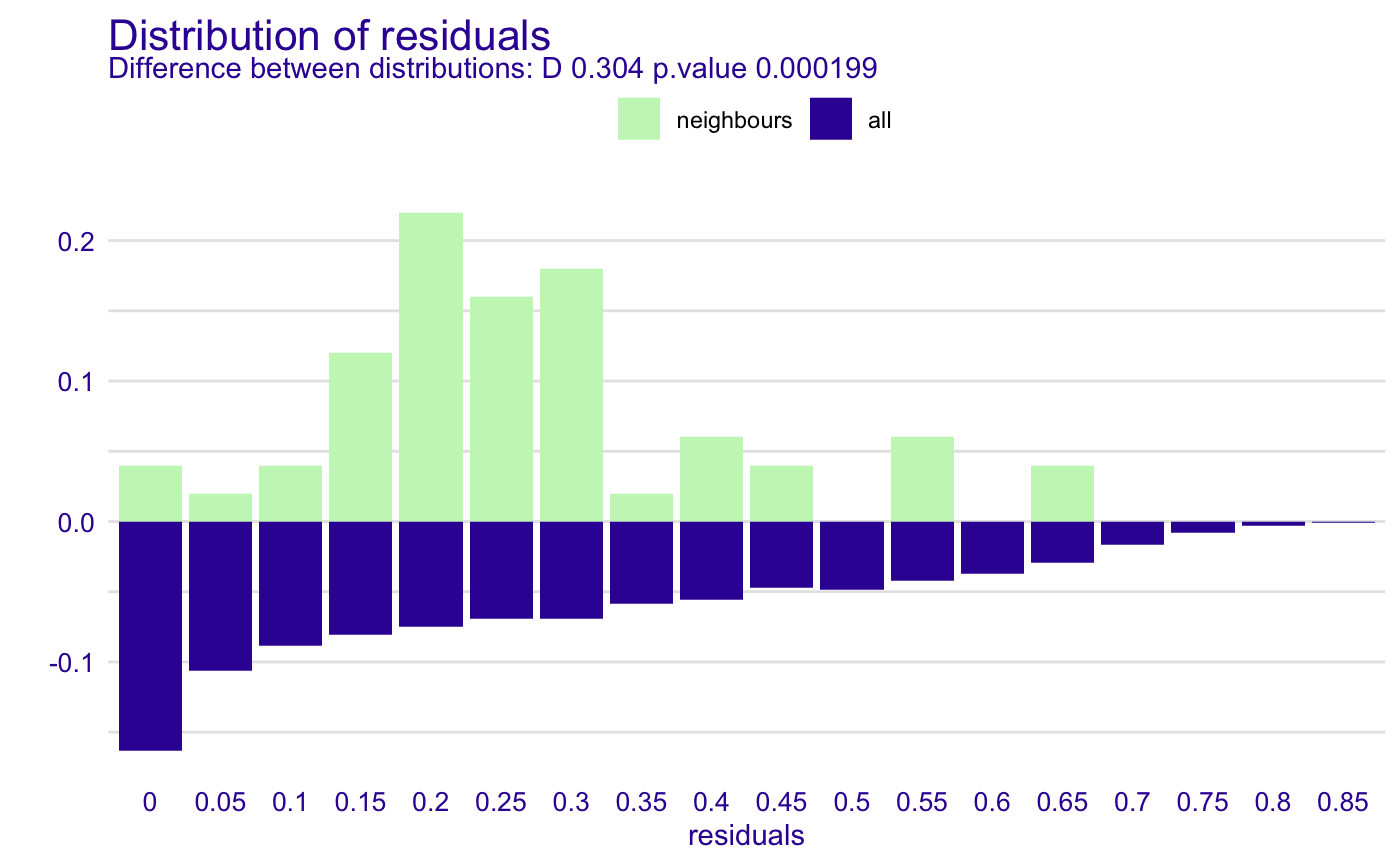 Distribution of residuals
Difference between distributions: D 0.304 p.value 0.000199
neighbours all
0.2
0.1
0.0
-0.1
0 0.05 0.1 0.15 0.2 0.25 0.3 0.35 0.4 0.45 0.5 0.55 0.6 0.65 0.7 0.75 0.8 0.85
residuals